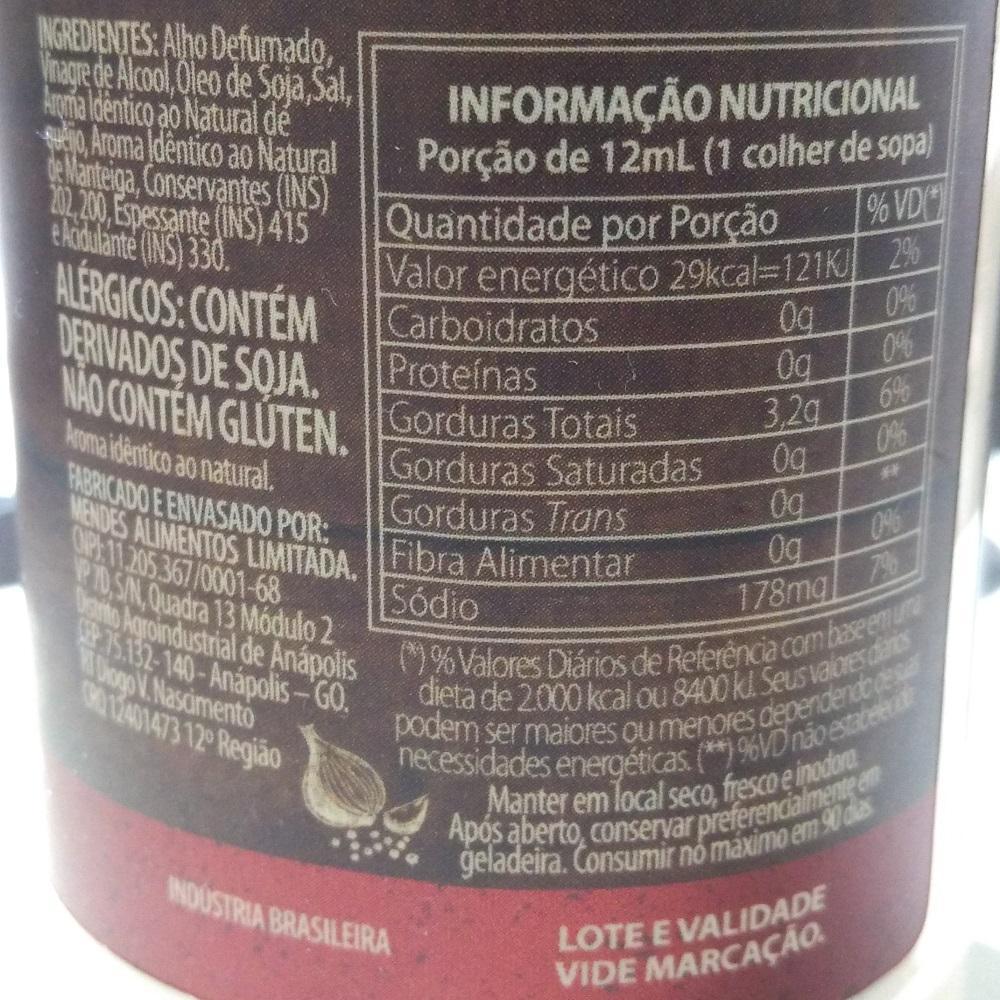 INGREDIENTES: Alho Defumado,
Vinagre de Álcool, Óleo de Soja, Sal,
Aroma Idêntico ao Natural de
queijo, Aroma Idêntico ao Natural
de Manteiga, Conservantes (INS)
202, 200, Espessante (INS) 415
e Acidulante (INS) 330.
ALÉRGICOS: CONTÉM
DERIVADOS DE SOJA.
NÃO CONTÉM GLÚTEN.
Aroma idêntico ao natural.
FABRICADO E ENVASADO POR:
MENDES ALIMENTOS LIMITADA.
CNPJ: 11.205.367/0001-68
VP 7D, S/N, Quadra 13 Módulo 2
Distrito Agroindustrial de Anápolis
CEP: 75.132-140 - Anápolis – GO.
RT Diogo V. Nascimento
CRQ 12401473 12º Região
INFORMAÇÃO NUTRICIONAL
Porção de 12mL (1 colher de sopa)
Quantidade por Porção % VD(*)
Valor energético 29kcal=121KJ 2%
Carboidratos 0g 0%
Proteínas 0g 0%
Gorduras Totais 3,2g 6%
Gorduras Saturadas 0g 0%
Gorduras Trans 0g **
Fibra Alimentar 0g 0%
Sódio 178mg 7%
(*) % Valores Diários de Referência com base em uma
dieta de 2.000 kcal ou 8400 kJ. Seus valores diários
podem ser maiores ou menores dependendo de suas
necessidades energéticas. (**) %VD não estabelecido.
Manter em local seco, fresco e inodoro.
Após aberto, conservar preferencialmente em
geladeira. Consumir no máximo em 90 dias.
INDÚSTRIA BRASILEIRA
LOTE E VALIDADE
VIDE MARCAÇÃO.